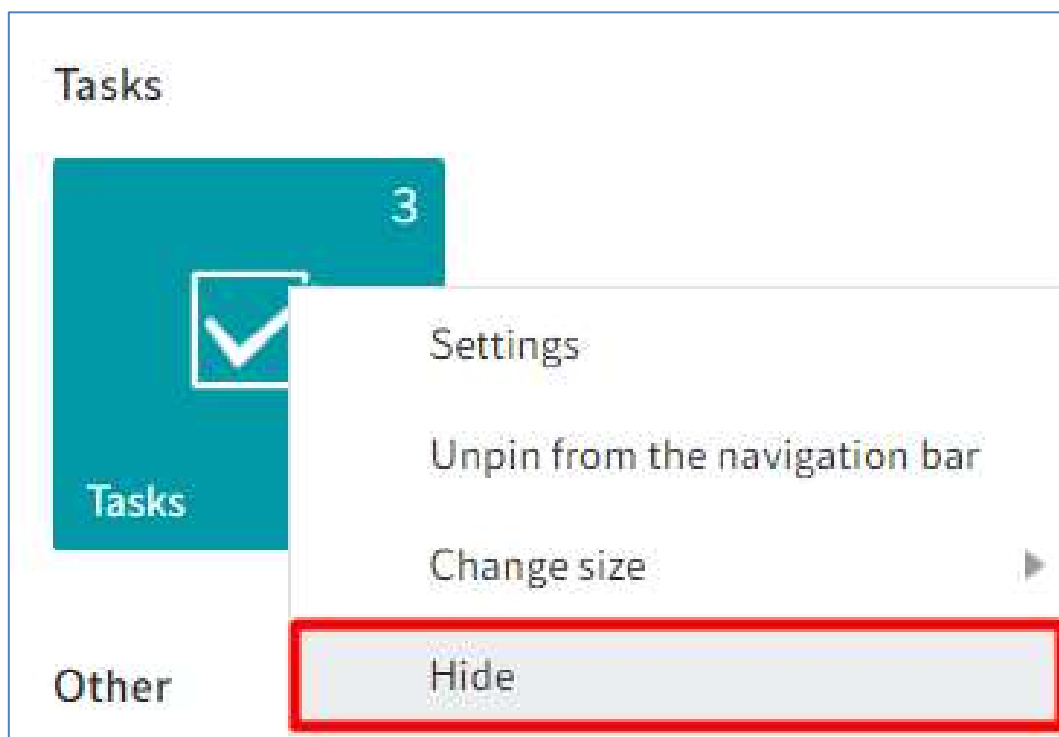 Tasks
3
Tasks
Settings
Unpin from the navigation bar
Change size
Hide
Other